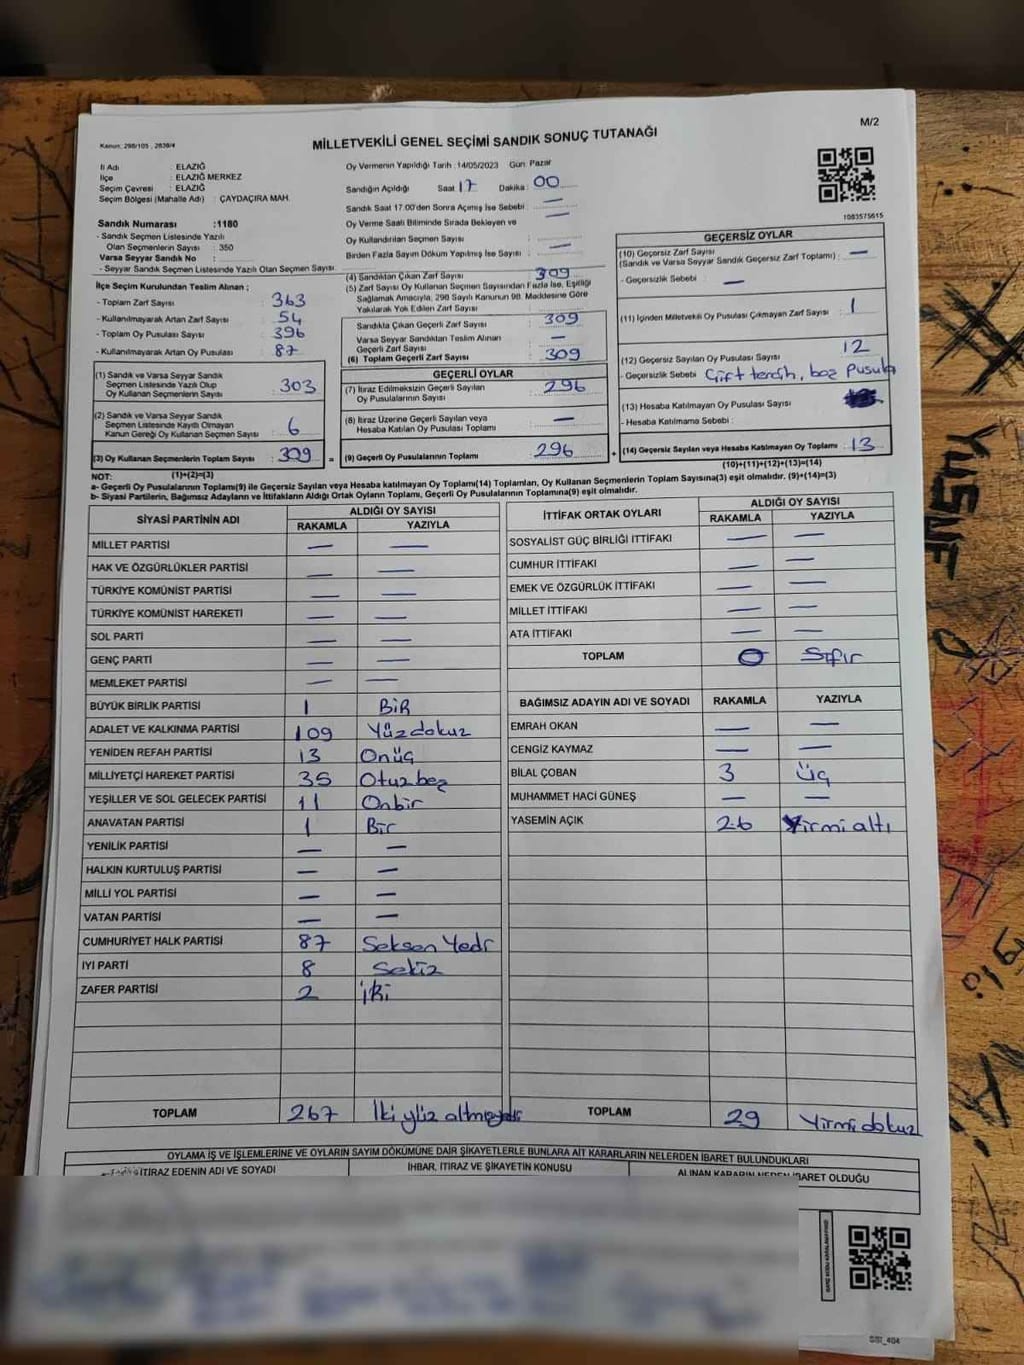 M/2
Kanun: 298/105 , 2839/4
MİLLETVEKİLİ GENEL SEÇİMİ SANDIK SONUÇ TUTANAĞI
İl Adı : ELAZIĞ
İlçe : ELAZIĞ MERKEZ
Seçim Çevresi : ELAZIĞ
Seçim Bölgesi (Mahalle Adı) : ÇAYDAÇIRA MAH.
Sandık Numarası :1180
- Sandık Seçmen Listesinde Yazılı
Olan Seçmenlerin Sayısı : 350
Varsa Seyyar Sandık No :
- Seyyar Sandık Seçmen Listesinde Yazılı Olan Seçmen Sayısı
İlçe Seçim Kurulundan Teslim Alınan ;
- Toplam Zarf Sayısı : 363
- Kullanılmayarak Artan Zarf Sayısı : 54
- Toplam Oy Pusulası Sayısı : 396
- Kullanılmayarak Artan Oy Pusulası : 87
(1) Sandık ve Varsa Seyyar Sandık
Seçmen Listesinde Yazılı Olup
Oy Kullanan Seçmenlerin Sayısı : 303
(2) Sandık ve Varsa Seyyar Sandık
Seçmen Listesinde Kayıtlı Olmayan
Kanun Gereği Oy Kullanan Seçmen Sayısı : 6
(3) Oy Kullanan Seçmenlerin Toplam Sayısı : 309 =
(1)+(2)=(3)
Oy Vermenin Yapıldığı Tarih :14/05/2023 Gün: Pazar
Sandığın Açıldığı Saat 17 Dakika : 00
Sandık Saat 17.00'den Sonra Açılmış İse Sebebi : —
Oy Verme Saati Bitiminde Sırada Bekleyen ve —
Oy Kullandırılan Seçmen Sayısı
Birden Fazla Sayım Döküm Yapılmış İse Sayısı : —
(4) Sandıktan Çıkan Zarf Sayısı : 309
(5) Zarf Sayısı Oy Kullanan Seçmen Sayısından Fazla İse, Eşitliği
Sağlamak Amacıyla, 298 Sayılı Kanunun 98. Maddesine Göre
Yakılarak Yok Edilen Zarf Sayısı :
Sandıkta Çıkan Geçerli Zarf Sayısı : 309
Varsa Seyyar Sandıktan Teslim Alınan
Geçerli Zarf Sayısı : —
(6) Toplam Geçerli Zarf Sayısı : 309
GEÇERLİ OYLAR
(7) İtiraz Edilmeksizin Geçerli Sayılan
Oy Pusulasının Sayısı : 296
(8) İtiraz Üzerine Geçerli Sayılan veya
Hesaba Katılan Oy Pusulası Toplamı : —
(9) Geçerli Oy Pusulalarının Toplamı : 296 +
1083575615
GEÇERSİZ OYLAR
(10) Geçersiz Zarf Sayısı
(Sandık ve Varsa Seyyar Sandık Geçersiz Zarf Toplamı) : —
- Geçersizlik Sebebi : —
(11) İçinden Milletvekili Oy Pusulası Çıkmayan Zarf Sayısı : 1
(12) Geçersiz Sayılan Oy Pusulası Sayısı : 12
- Geçersizlik Sebebi : Çift tercih, boş Pusula
(13) Hesaba Katılmayan Oy Pusulası Sayısı :
- Hesaba Katılmama Sebebi :
(14) Geçersiz Sayılan veya Hesaba Katılmayan Oy Toplamı : 13
(10)+(11)+(12)+(13)=(14)
NOT:
a- Geçerli Oy Pusulalarının Toplamı(9) ile Geçersiz Sayılan veya Hesaba katılmayan Oy Toplamı(14) Toplamları, Oy Kullanan Seçmenlerin Toplam Sayısına(3) eşit olmalıdır. (9)+(14)=(3)
b- Siyasi Partilerin, Bağımsız Adayların ve İttifakların Aldığı Ortak Oyların Toplamı, Geçerli Oy Pusulalarının Toplamına(9) eşit olmalıdır.
SİYASİ PARTİNİN ADI ALDIĞI OY SAYISI
RAKAMLA YAZIYLA
MİLLET PARTİSİ — —
HAK VE ÖZGÜRLÜKLER PARTİSİ — —
TÜRKİYE KOMÜNİST PARTİSİ — —
TÜRKİYE KOMÜNİST HAREKETİ — —
SOL PARTİ — —
GENÇ PARTİ — —
MEMLEKET PARTİSİ — —
BÜYÜK BİRLİK PARTİSİ 1 BİR
ADALET VE KALKINMA PARTİSİ 109 Yüzdokuz
YENİDEN REFAH PARTİSİ 13 Onüç
MİLLİYETÇİ HAREKET PARTİSİ 35 Otuzbeş
YEŞİLLER VE SOL GELECEK PARTİSİ 11 Onbir
ANAVATAN PARTİSİ 1 Bir
YENİLİK PARTİSİ — —
HALKIN KURTULUŞ PARTİSİ — —
MİLLİ YOL PARTİSİ — —
VATAN PARTİSİ — —
CUMHURİYET HALK PARTİSİ 87 Seksen Yedi
İYİ PARTİ 8 Sekiz
ZAFER PARTİSİ 2 İki
TOPLAM 267 İki yüz altmışyedi
İTTİFAK ORTAK OYLARI ALDIĞI OY SAYISI
RAKAMLA YAZIYLA
SOSYALİST GÜÇ BİRLİĞİ İTTİFAKI — —
CUMHUR İTTİFAKI — —
EMEK VE ÖZGÜRLÜK İTTİFAKI — —
MİLLET İTTİFAKI — —
ATA İTTİFAKI — —
TOPLAM 0 Sıfır
BAĞIMSIZ ADAYIN ADI VE SOYADI RAKAMLA YAZIYLA
EMRAH OKAN — —
CENGİZ KAYMAZ — —
BİLAL ÇOBAN 3 Üç
MUHAMMET HACİ GÜNEŞ — —
YASEMİN AÇIK 26 Yirmialtı
TOPLAM 29 Yirmidokuz
OYLAMA İŞ VE İŞLEMLERİNE VE OYLARIN SAYIM DÖKÜMÜNE DAİR ŞİKAYETLERLE BUNLARA AİT KARARLARIN NELERDEN İBARET BULUNDUKLARI
İTİRAZ EDENİN ADI VE SOYADI İHBAR, İTİRAZ VE ŞİKAYETİN KONUSU ALINAN KARARIN NEDEN İBARET OLDUĞU
SSI_404
YUSUF